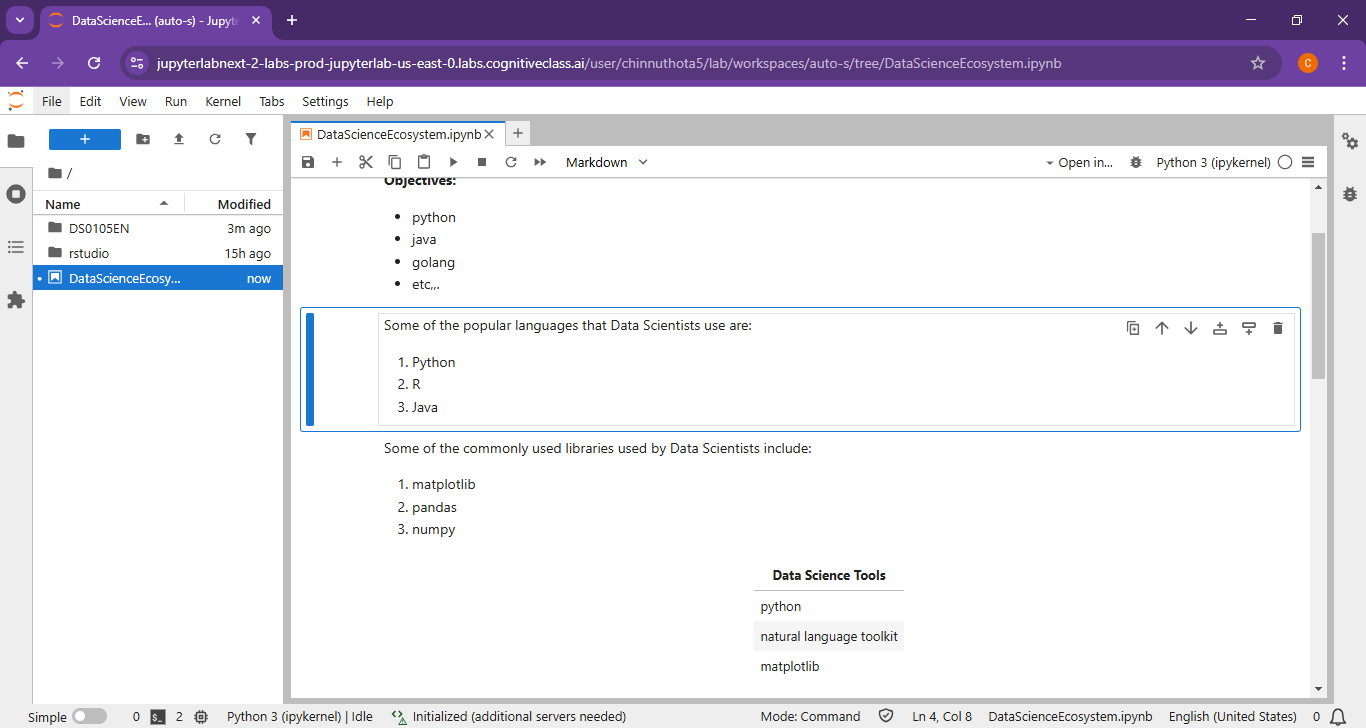 DataScienceE... (auto-s) - Jupyte
jupyterlabnext-2-labs-prod-jupyterlab-us-east-0.labs.cognitiveclass.ai/user/chinnuthota5/lab/workspaces/auto-s/tree/DataScienceEcosystem.ipynb
C
File Edit View Run Kernel Tabs Settings Help
+
DataScienceEcosystem.ipynb
Markdown Open in... Python 3 (ipykernel)
/
Name Modified
DS0105EN 3m ago
rstudio 15h ago
DataScienceEcosy... now
Objectives:
• python
• java
• golang
• etc,,.
Some of the popular languages that Data Scientists use are:
1. Python
2. R
3. Java
Some of the commonly used libraries used by Data Scientists include:
1. matplotlib
2. pandas
3. numpy
Data Science Tools
python
natural language toolkit
matplotlib
Simple 0 $_ 2 Python 3 (ipykernel) | Idle Initialized (additional servers needed) Mode: Command Ln 4, Col 8 DataScienceEcosystem.ipynb English (United States) 0